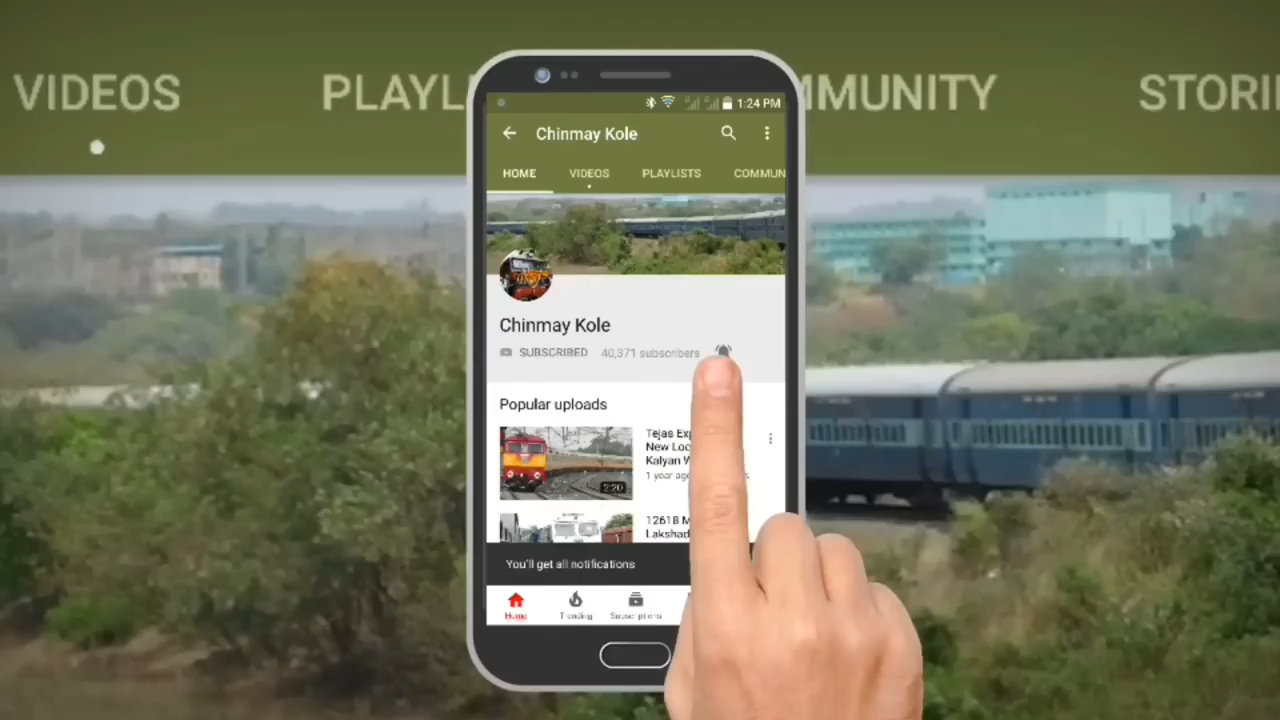 VIDEOS
PLAYL
MMUNITY
STORI
1:24 PM
Chinmay Kole
HOME VIDEOS PLAYLISTS COMMUN
Chinmay Kole
SUBSCRIBED 40,371 subscribers
Popular uploads
Tejas Exp
New Loc
Kalyan W
1 year ago
2:20
12618 M
Lakshad
You'll get all notifications
Home Trending Subscriptions